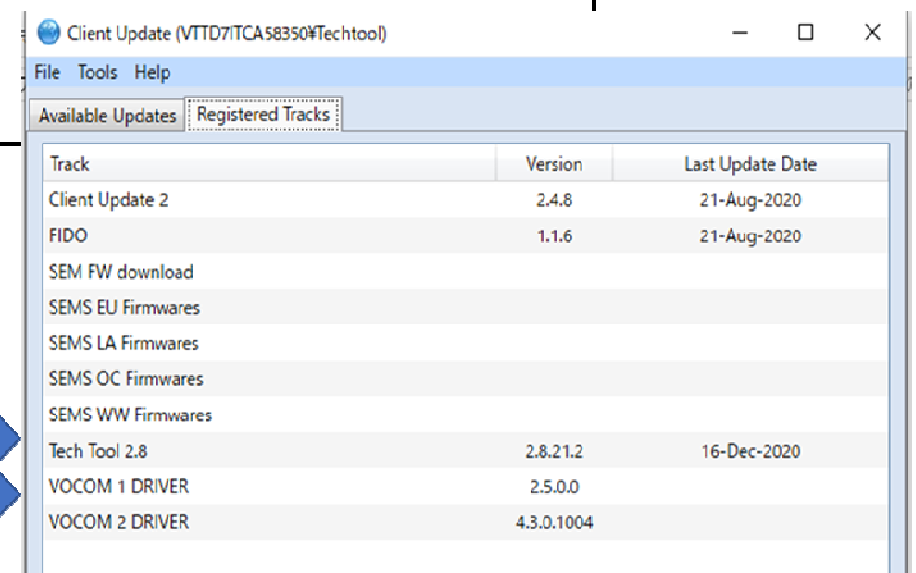 Client Update (VTTD7ITCA58350¥Techtool)
File Tools Help
Available Updates Registered Tracks
Track Version Last Update Date
Client Update 2 2.4.8 21-Aug-2020
FIDO 1.1.6 21-Aug-2020
SEM FW download
SEMS EU Firmwares
SEMS LA Firmwares
SEMS OC Firmwares
SEMS WW Firmwares
Tech Tool 2.8 2.8.21.2 16-Dec-2020
VOCOM 1 DRIVER 2.5.0.0
VOCOM 2 DRIVER 4.3.0.1004